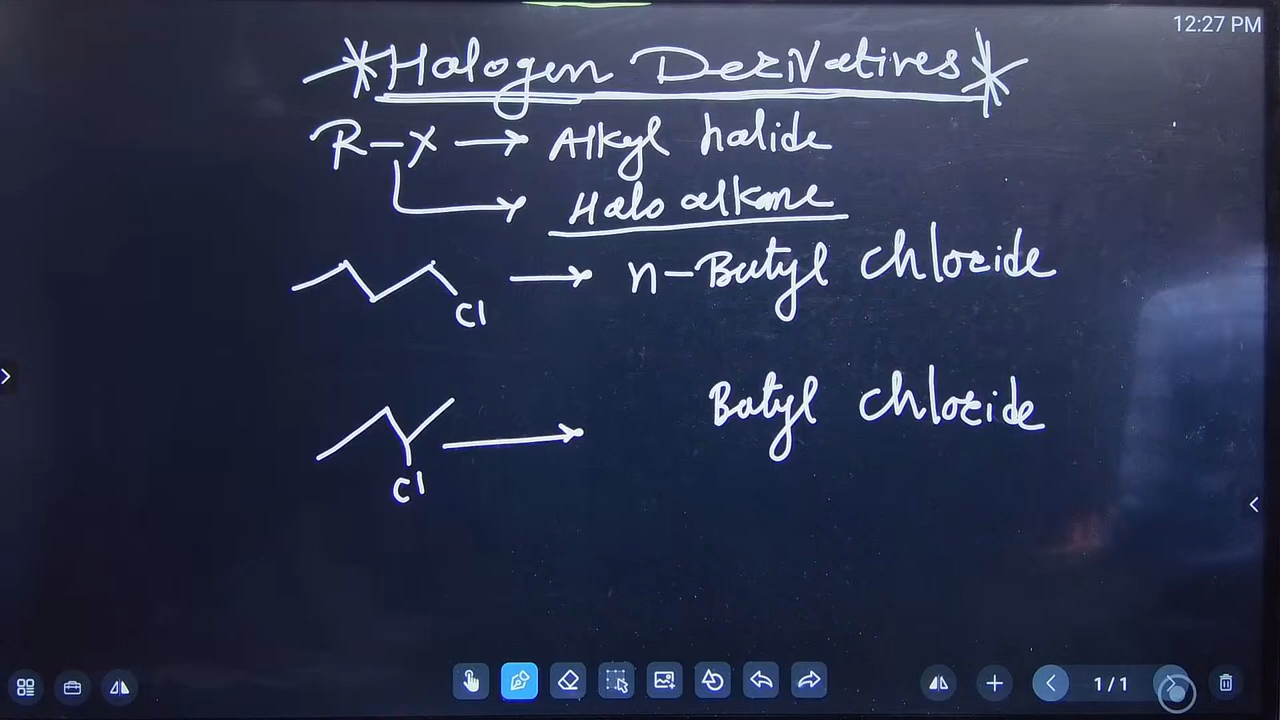 12:27 PM
*Halogen Derivatives*
R-X → Alkyl halide
Halo alkane
Cl → n-Butyl chloride
Butyl chloride
Cl
1/1